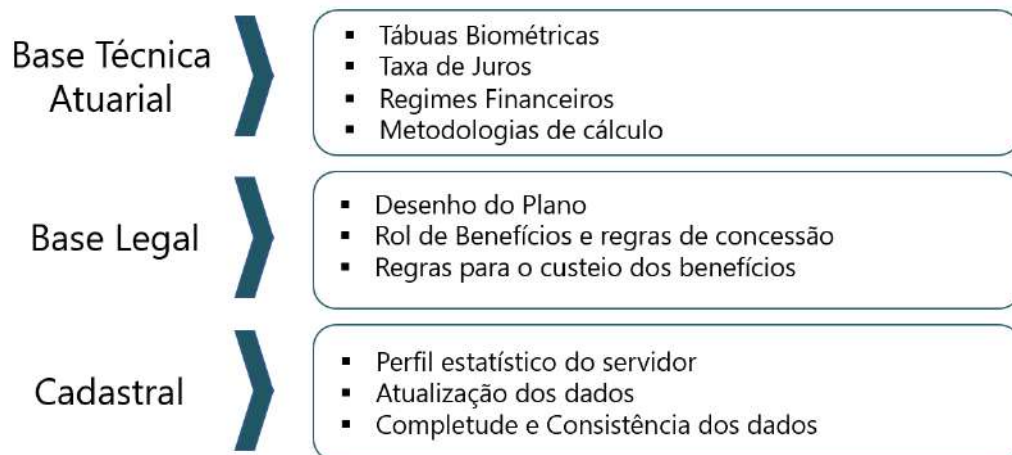 Base Técnica
Atuarial
▪ Tábuas Biométricas
▪ Taxa de Juros
▪ Regimes Financeiros
▪ Metodologias de cálculo
Base Legal
▪ Desenho do Plano
▪ Rol de Benefícios e regras de concessão
▪ Regras para o custeio dos benefícios
Cadastral
▪ Perfil estatístico do servidor
▪ Atualização dos dados
▪ Completude e Consistência dos dados